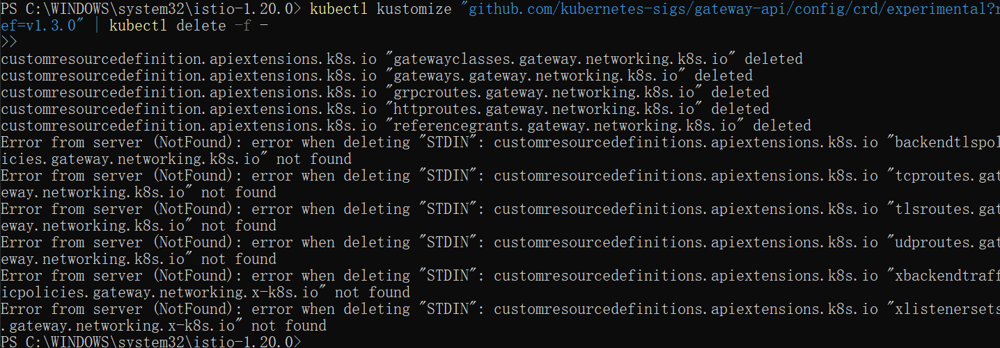 PS C:\WINDOWS\system32\istio-1.20.0> kubectl kustomize "github.com/kubernetes-sigs/gateway-api/config/crd/experimental?r
ef=v1.3.0" | kubectl delete -f -
>>
customresourcedefinition.apiextensions.k8s.io "gatewayclasses.gateway.networking.k8s.io" deleted
customresourcedefinition.apiextensions.k8s.io "gateways.gateway.networking.k8s.io" deleted
customresourcedefinition.apiextensions.k8s.io "grpcroutes.gateway.networking.k8s.io" deleted
customresourcedefinition.apiextensions.k8s.io "httproutes.gateway.networking.k8s.io" deleted
customresourcedefinition.apiextensions.k8s.io "referencegrants.gateway.networking.k8s.io" deleted
Error from server (NotFound): error when deleting "STDIN": customresourcedefinitions.apiextensions.k8s.io "backendtlspol
icies.gateway.networking.k8s.io" not found
Error from server (NotFound): error when deleting "STDIN": customresourcedefinitions.apiextensions.k8s.io "tcproutes.gat
eway.networking.k8s.io" not found
Error from server (NotFound): error when deleting "STDIN": customresourcedefinitions.apiextensions.k8s.io "tlsroutes.gat
eway.networking.k8s.io" not found
Error from server (NotFound): error when deleting "STDIN": customresourcedefinitions.apiextensions.k8s.io "udproutes.gat
eway.networking.k8s.io" not found
Error from server (NotFound): error when deleting "STDIN": customresourcedefinitions.apiextensions.k8s.io "xbackendtraff
icpolicies.gateway.networking.x-k8s.io" not found
Error from server (NotFound): error when deleting "STDIN": customresourcedefinitions.apiextensions.k8s.io "xlistenersets
.gateway.networking.x-k8s.io" not found
PS C:\WINDOWS\system32\istio-1.20.0>